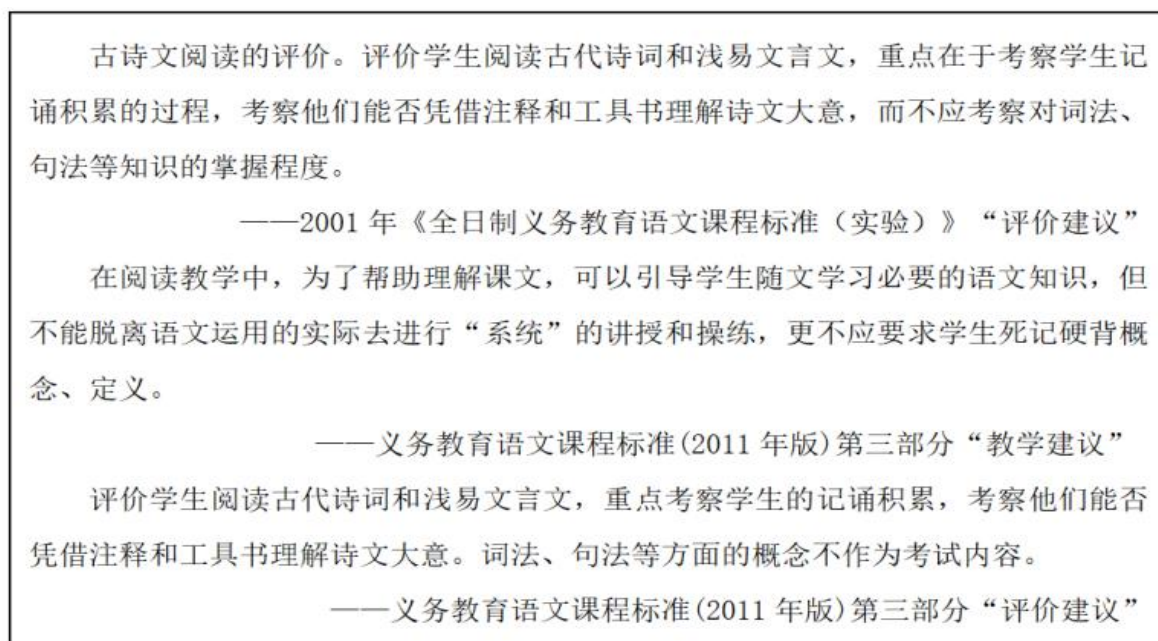 古诗文阅读的评价。评价学生阅读古代诗词和浅易文言文，重点在于考察学生记
诵积累的过程，考察他们能否凭借注释和工具书理解诗文大意，而不应考察对词法、
句法等知识的掌握程度。
——2001 年《全日制义务教育语文课程标准（实验）》“评价建议”
在阅读教学中，为了帮助理解课文，可以引导学生随文学习必要的语文知识，但
不能脱离语文运用的实际去进行“系统”的讲授和操练，更不应要求学生死记硬背概
念、定义。
——义务教育语文课程标准(2011 年版)第三部分“教学建议”
评价学生阅读古代诗词和浅易文言文，重点考察学生的记诵积累，考察他们能否
凭借注释和工具书理解诗文大意。词法、句法等方面的概念不作为考试内容。
——义务教育语文课程标准(2011 年版)第三部分“评价建议”